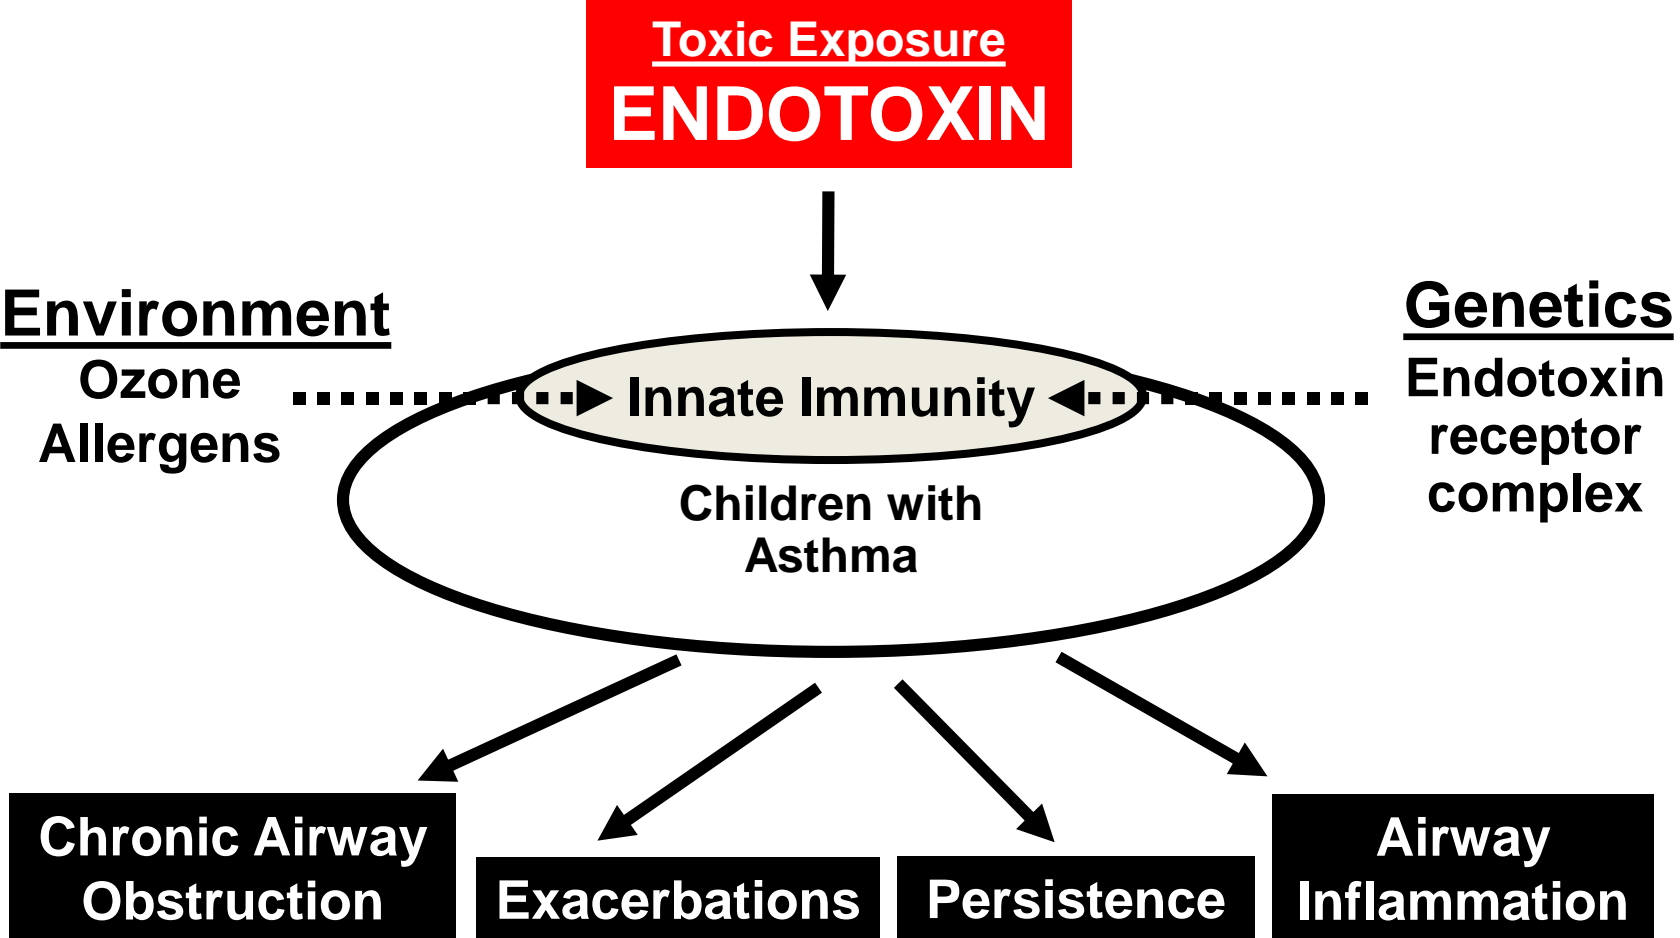 Toxic Exposure
ENDOTOXIN
Environment
Ozone
Allergens
Genetics
Endotoxin
receptor
complex
Innate Immunity
Children with
Asthma
Chronic Airway
Obstruction
Exacerbations
Persistence
Airway
Inflammation